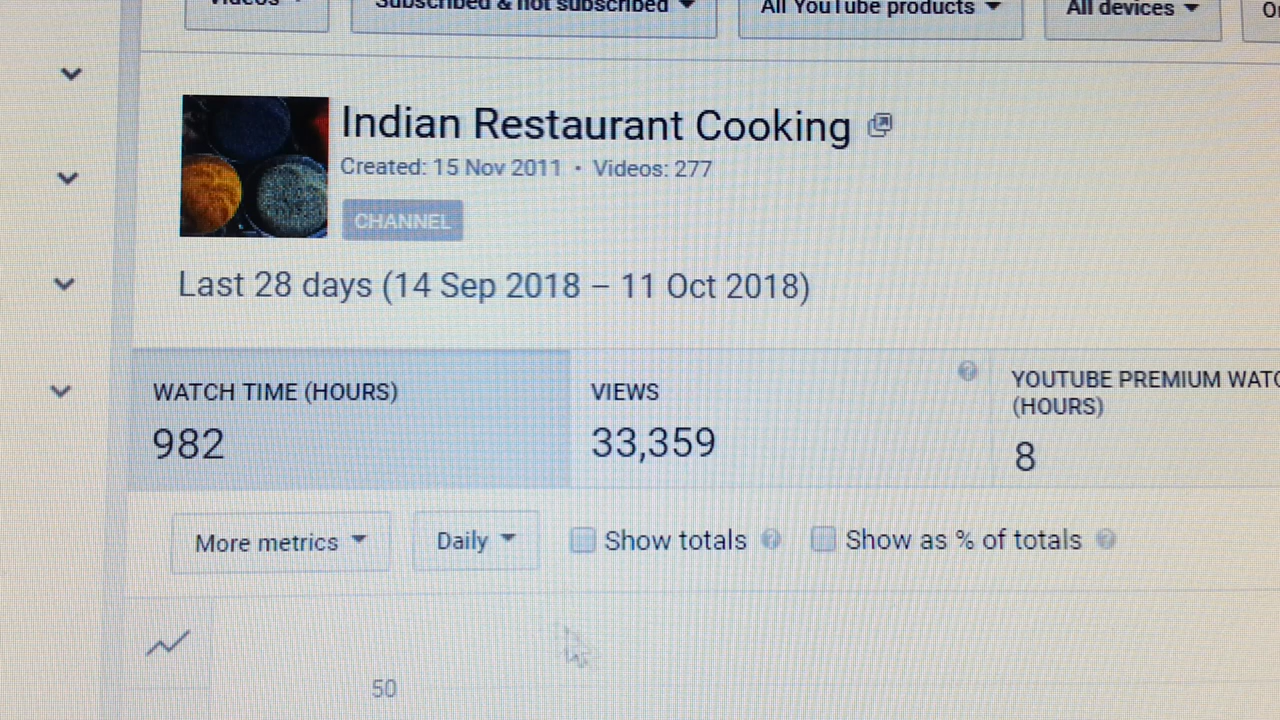 Videos
Subscribed & not subscribed
All YouTube products
All devices
Indian Restaurant Cooking
Created: 15 Nov 2011 • Videos: 277
CHANNEL
Last 28 days (14 Sep 2018 – 11 Oct 2018)
WATCH TIME (HOURS)
982
VIEWS
33,359
YOUTUBE PREMIUM
(HOURS)
8
More metrics
Daily
Show totals
Show as % of totals
50